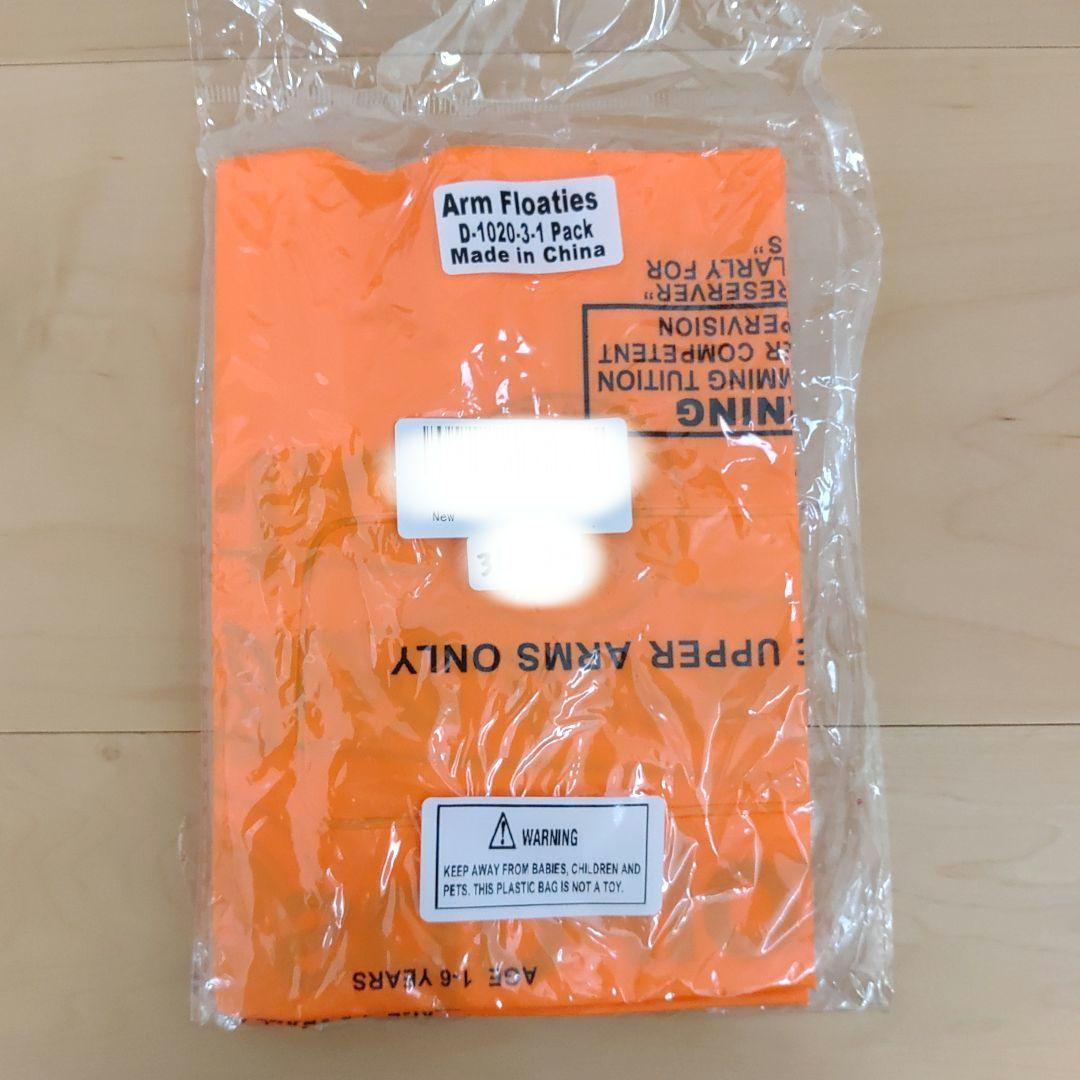 Arm Floaties
D-1020-3-1 Pack
Made in China
S"
LARLY FOR
RESERVER"
PERVISION
ER COMPETENT
MMING TUITION
NING
New
3
E UPPER ARMS ONLY
WARNING
KEEP AWAY FROM BABIES, CHILDREN AND
PETS. THIS PLASTIC BAG IS NOT A TOY.
AGE 1-6 YEARS